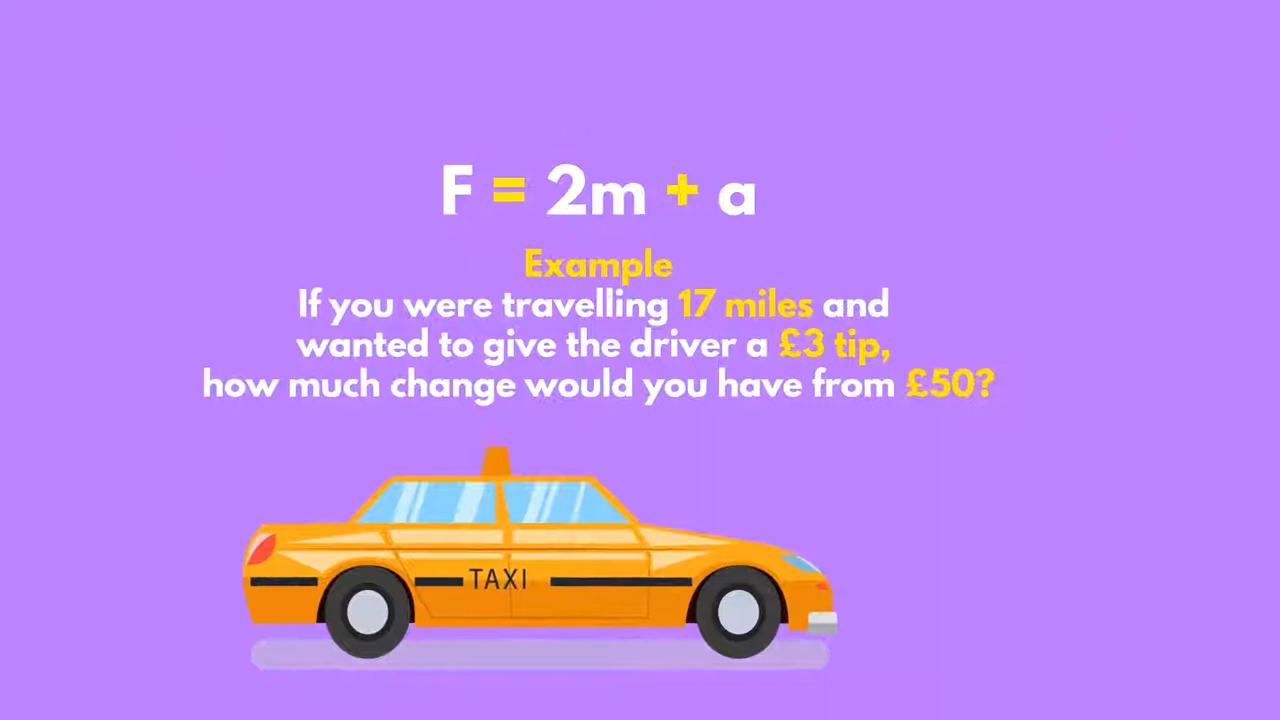 F = 2m + a
Example
If you were travelling 17 miles and
wanted to give the driver a £3 tip,
how much change would you have from £50?
TAXI